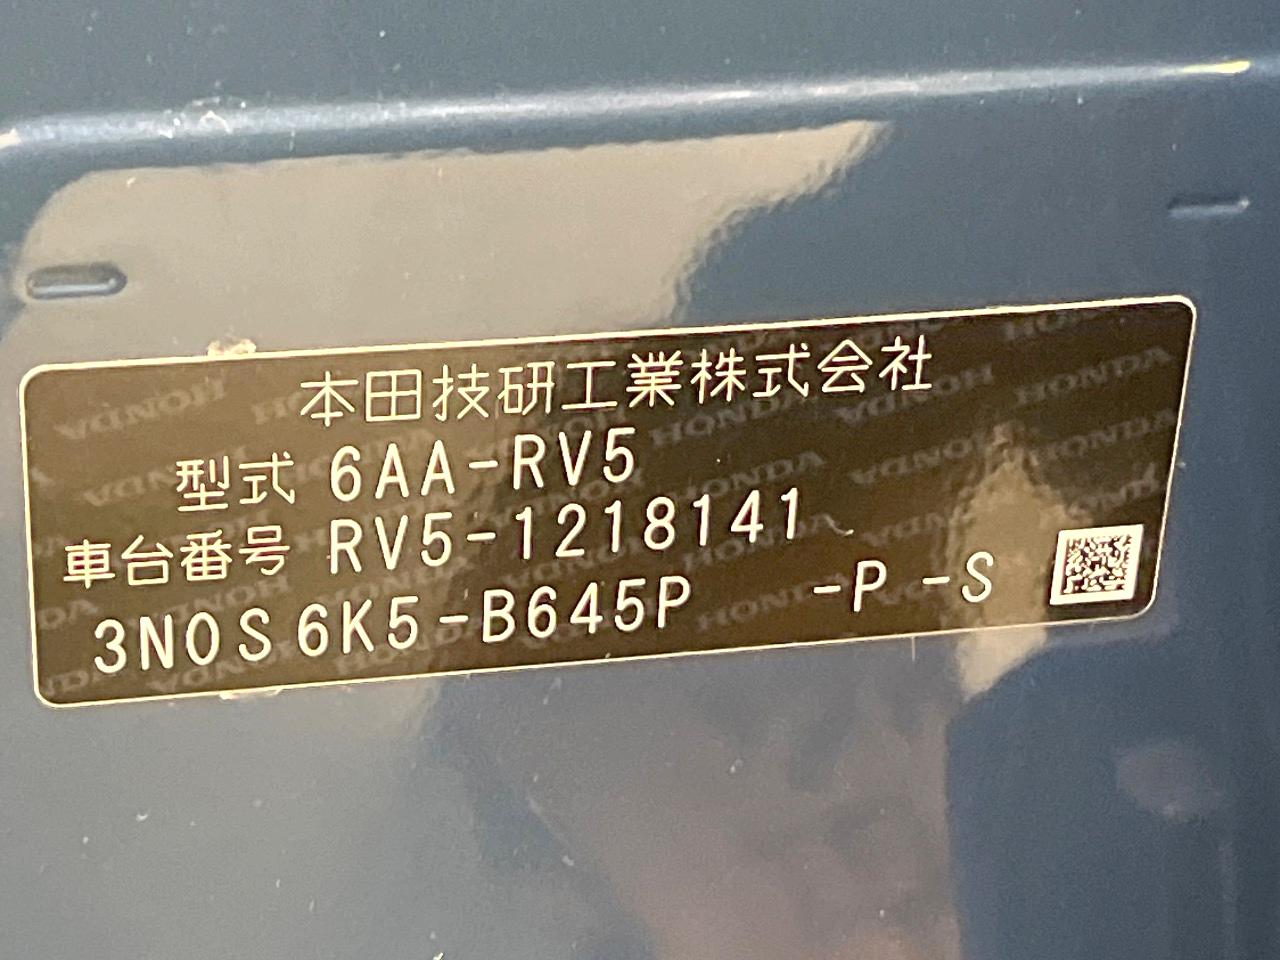 本田技研工業株式会社
型式 6AA-RV5
車台番号 RV5-1218141
3N0S 6K5-B645P -P -S